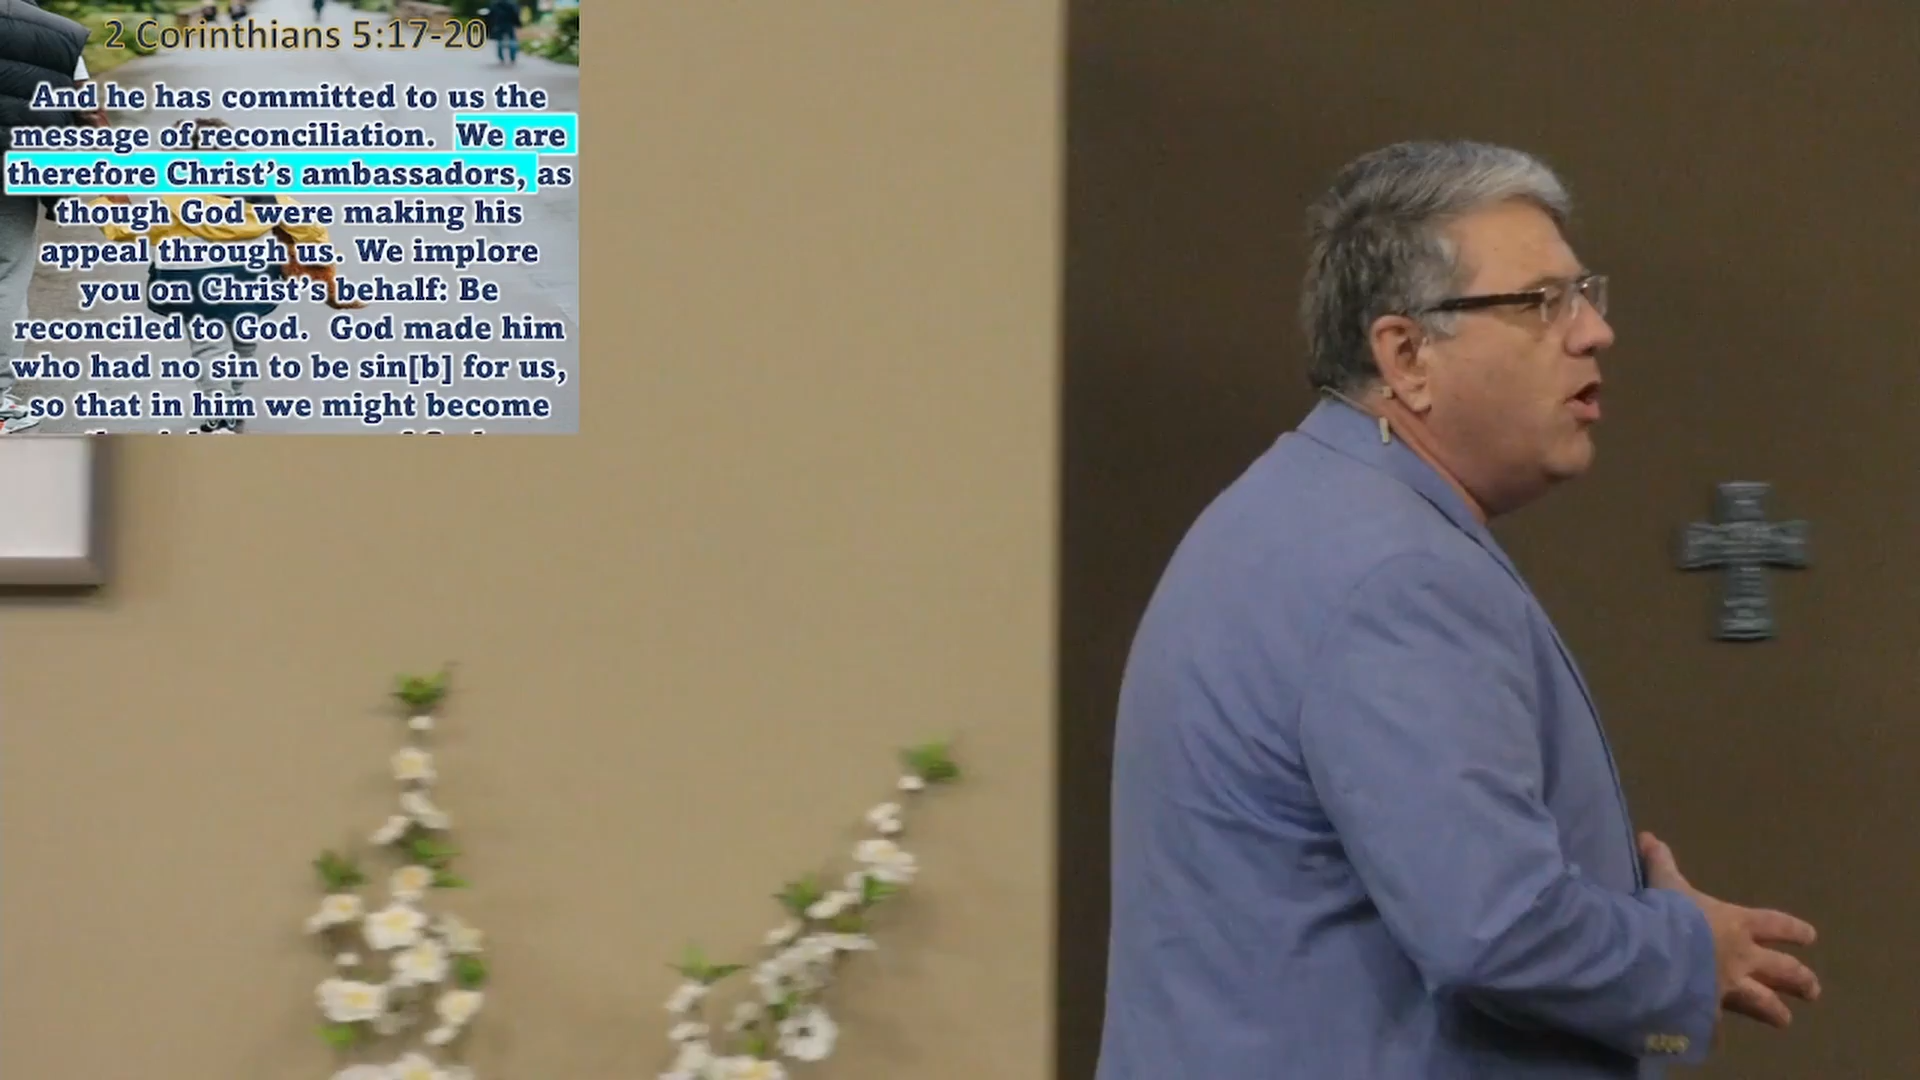 2 Corinthians 5:17-20
And he has committed to us the
message of reconciliation. We are
therefore Christ's ambassadors, as
though God were making his
appeal through us. We implore
you on Christ's behalf: Be
reconciled to God. God made him
who had no sin to be sin[b] for us,
so that in him we might become